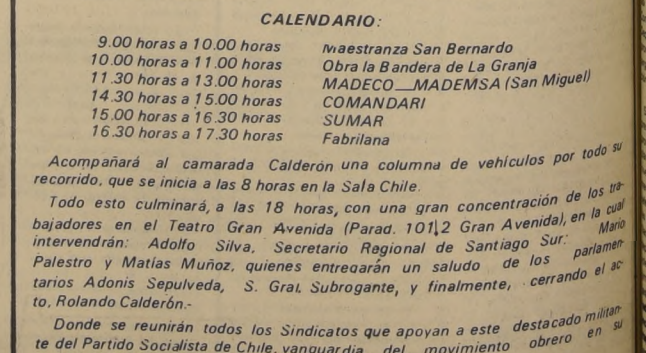 CALENDARIO:
9.00 horas a 10.00 horas Maestranza San Bernardo
10.00 horas a 11.00 horas Obra la Bandera de La Granja
11.30 horas a 13.00 horas MADECO__MADEMSA (San Miguel)
14.30 horas a 15.00 horas COMANDARI
15.00 horas a 16.30 horas SUMAR
16.30 horas a 17.30 horas Fabrilana
Acompañará al camarada Calderón una columna de vehículos por todo su
recorrido, que se inicia a las 8 horas en la Sala Chile.
Todo esto culminará, a las 18 horas, con una gran concentración de los tra-
bajadores en el Teatro Gran Avenida (Parad. 101,2 Gran Avenida), en la cual
intervendrán: Adolfo Silva, Secretario Regional de Santiago Sur: Mario
Palestro y Matías Muñoz, quienes entregarán un saludo de los parlamen-
tarios Adonis Sepulveda, S. Gral. Subrogante, y finalmente, cerrando el ac-
to, Rolando Calderón.-
Donde se reunirán todos los Sindicatos que apoyan a este destacado militan-
te del Partido Socialista de Chile, vanguardia del movimiento obrero en su